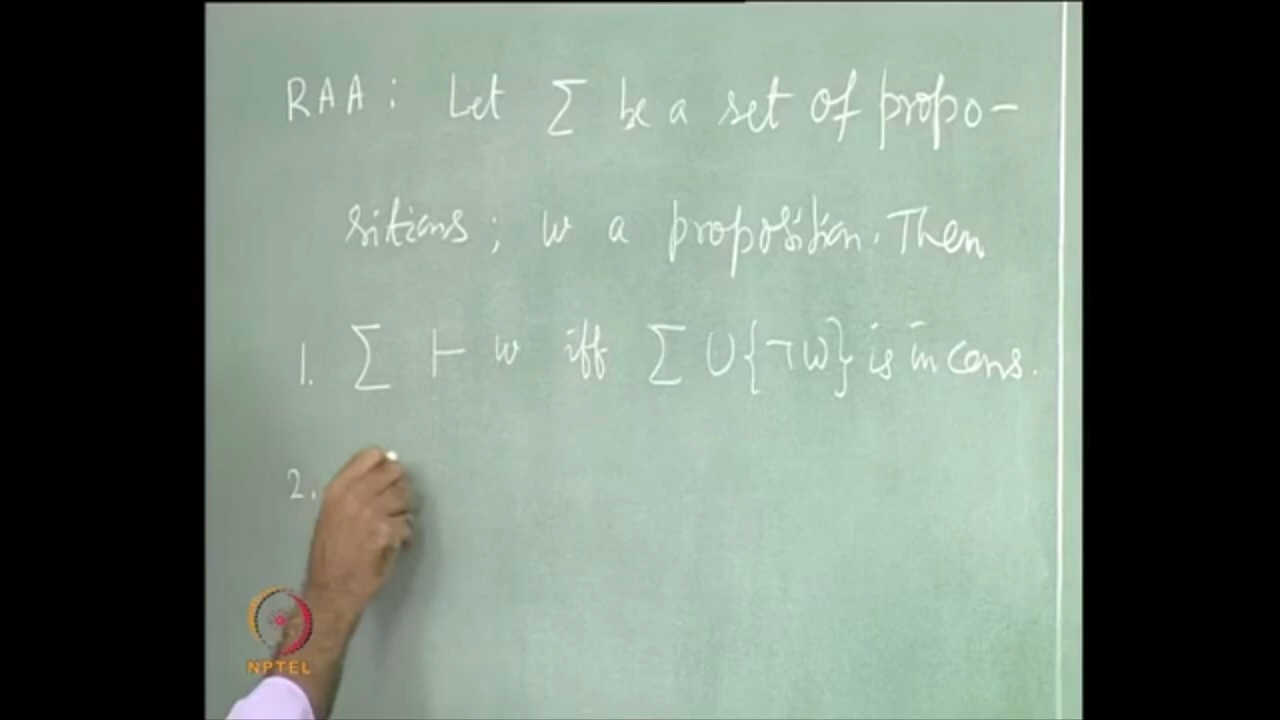 RAA : Let Σ be a set of propo-
sitions ; w a proposition. Then
1. Σ ⊢ w iff Σ ∪ {¬w} is incons.
2.
NPTEL